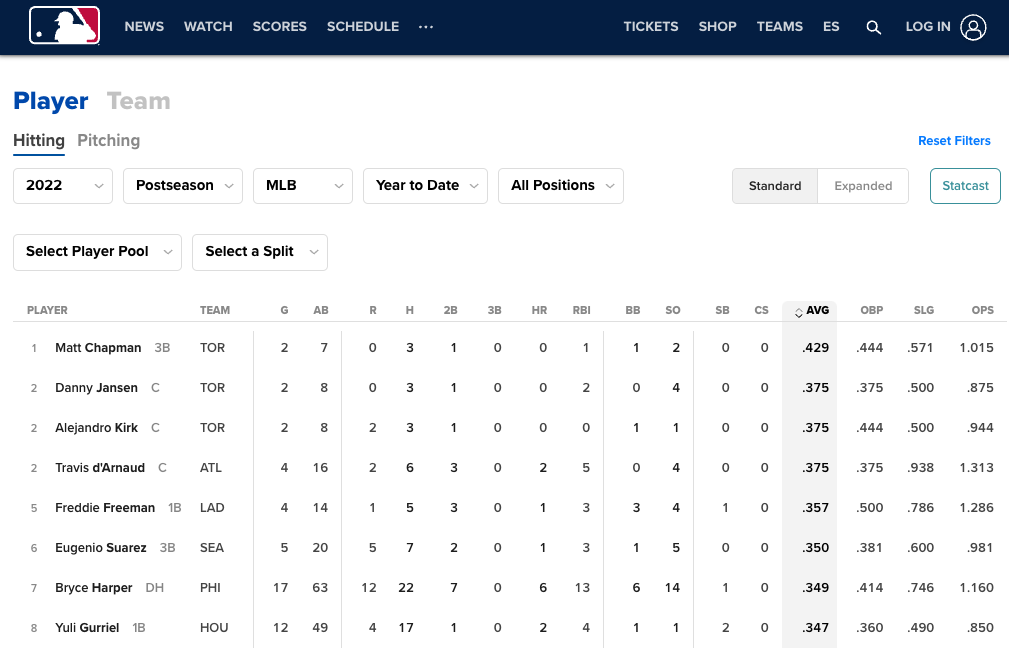 NEWS WATCH SCORES SCHEDULE ... TICKETS SHOP TEAMS ES LOG IN
Player Team
Hitting Pitching Reset Filters
2022 Postseason MLB Year to Date All Positions Standard Expanded Statcast
Select Player Pool Select a Split
PLAYER TEAM G AB R H 2B 3B HR RBI BB SO SB CS AVG OBP SLG OPS
1 Matt Chapman 3B TOR 2 7 0 3 1 0 0 1 1 2 0 0 .429 .444 .571 1.015
2 Danny Jansen C TOR 2 8 0 3 1 0 0 2 0 4 0 0 .375 .375 .500 .875
2 Alejandro Kirk C TOR 2 8 2 3 1 0 0 0 1 1 0 0 .375 .444 .500 .944
2 Travis d'Arnaud C ATL 4 16 2 6 3 0 2 5 0 4 0 0 .375 .375 .938 1.313
5 Freddie Freeman 1B LAD 4 14 1 5 3 0 1 3 3 4 1 0 .357 .500 .786 1.286
6 Eugenio Suarez 3B SEA 5 20 5 7 2 0 1 3 1 5 0 0 .350 .381 .600 .981
7 Bryce Harper DH PHI 17 63 12 22 7 0 6 13 6 14 1 0 .349 .414 .746 1.160
8 Yuli Gurriel 1B HOU 12 49 4 17 1 0 2 4 1 1 2 0 .347 .360 .490 .850